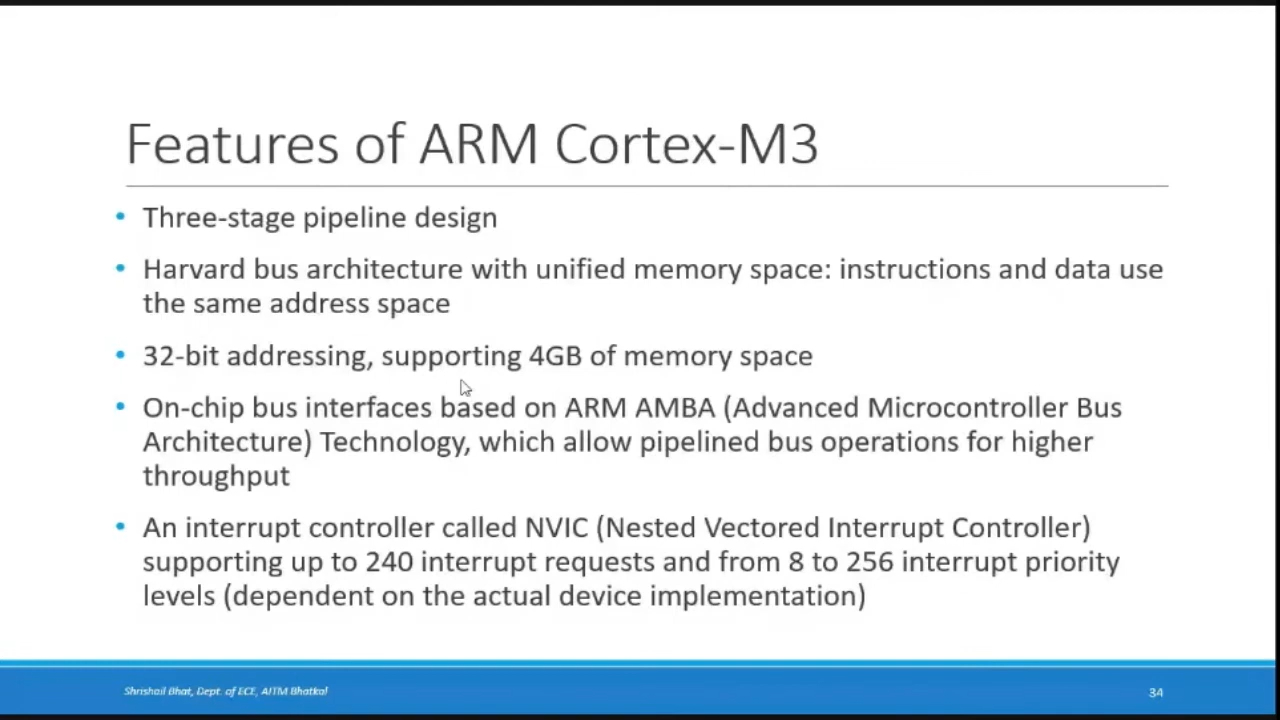 Features of ARM Cortex-M3
• Three-stage pipeline design
• Harvard bus architecture with unified memory space: instructions and data use
the same address space
• 32-bit addressing, supporting 4GB of memory space
• On-chip bus interfaces based on ARM AMBA (Advanced Microcontroller Bus
Architecture) Technology, which allow pipelined bus operations for higher
throughput
• An interrupt controller called NVIC (Nested Vectored Interrupt Controller)
supporting up to 240 interrupt requests and from 8 to 256 interrupt priority
levels (dependent on the actual device implementation)
Shrishail Bhat, Dept. of ECE, AITM Bhatkal
34